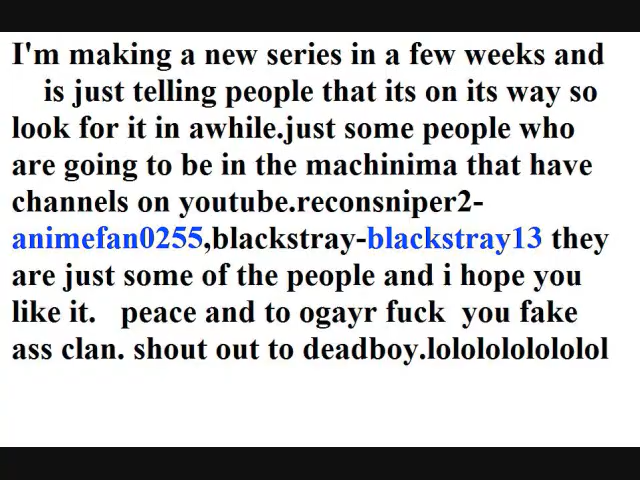 I'm making a new series in a few weeks and
is just telling people that its on its way so
look for it in awhile.just some people who
are going to be in the machinima that have
channels on youtube.reconsniper2-
animefan0255,blackstray-blackstray13 they
are just some of the people and i hope you
like it. peace and to ogayr fuck you fake
ass clan. shout out to deadboy.lolololololololol